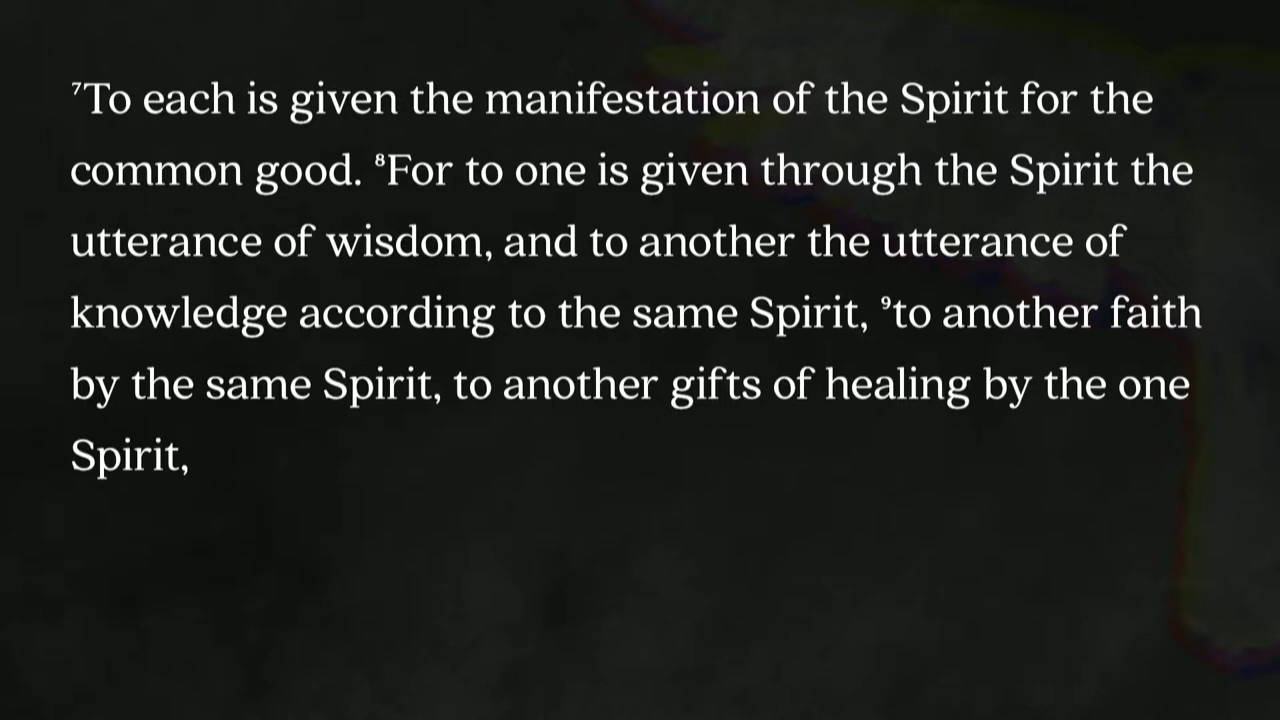 ⁷To each is given the manifestation of the Spirit for the
common good. ⁸For to one is given through the Spirit the
utterance of wisdom, and to another the utterance of
knowledge according to the same Spirit, ⁹to another faith
by the same Spirit, to another gifts of healing by the one
Spirit,